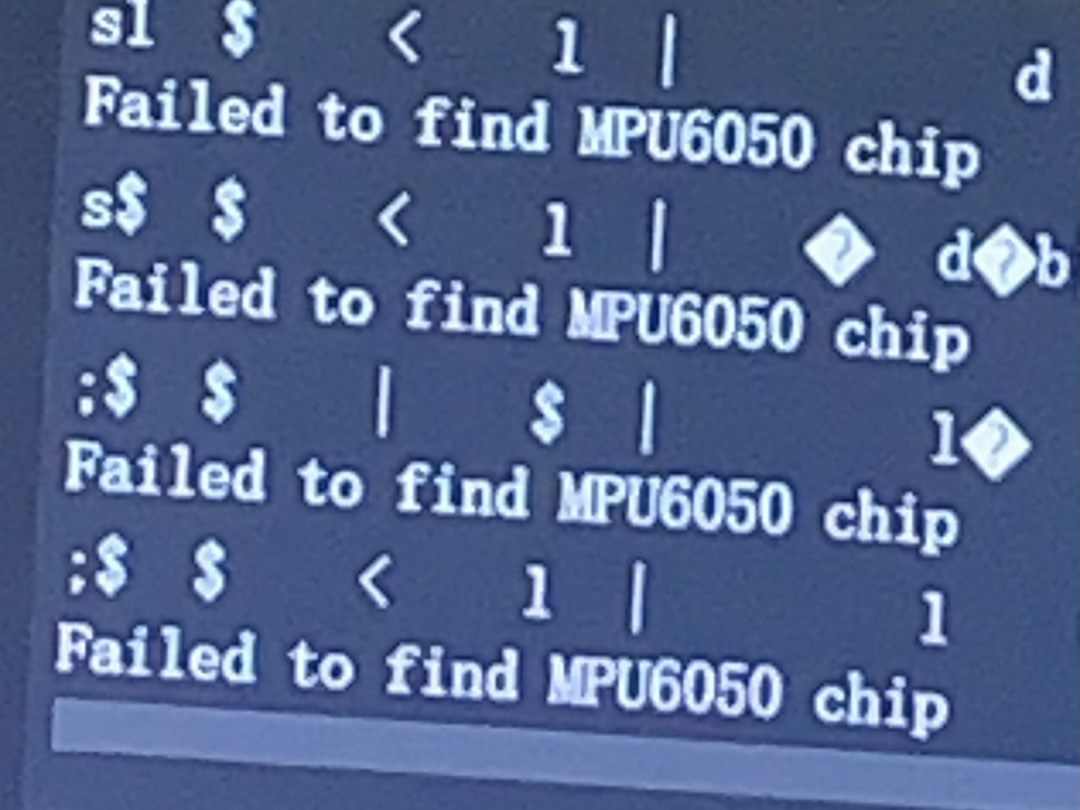 sl $ < l | d
Failed to find MPU6050 chip
s$ $ < l | � d�b
Failed to find MPU6050 chip
;$ $ | $ | l�
Failed to find MPU6050 chip
;$ $ < l | l
Failed to find MPU6050 chip